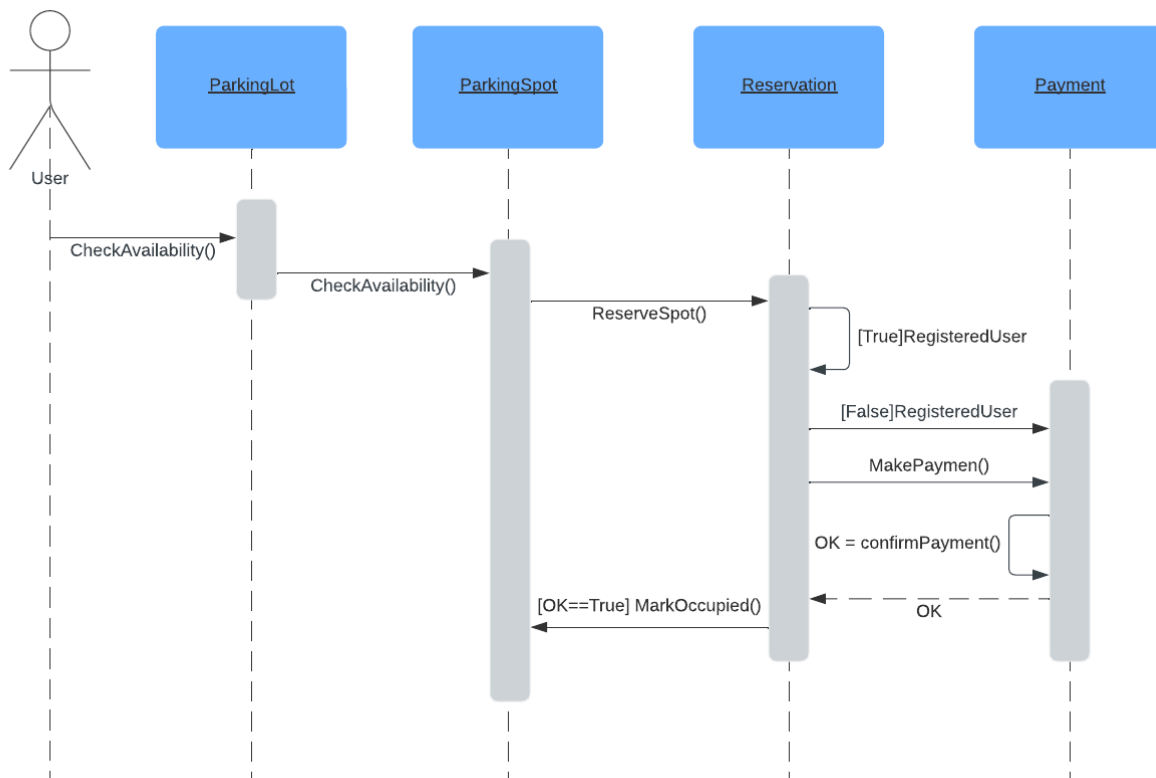 ParkingLot
ParkingSpot
Reservation
Payment
User
CheckAvailability()
CheckAvailability()
ReserveSpot()
[True]RegisteredUser
[False]RegisteredUser
MakePaymen()
OK = confirmPayment()
[OK==True] MarkOccupied()
OK